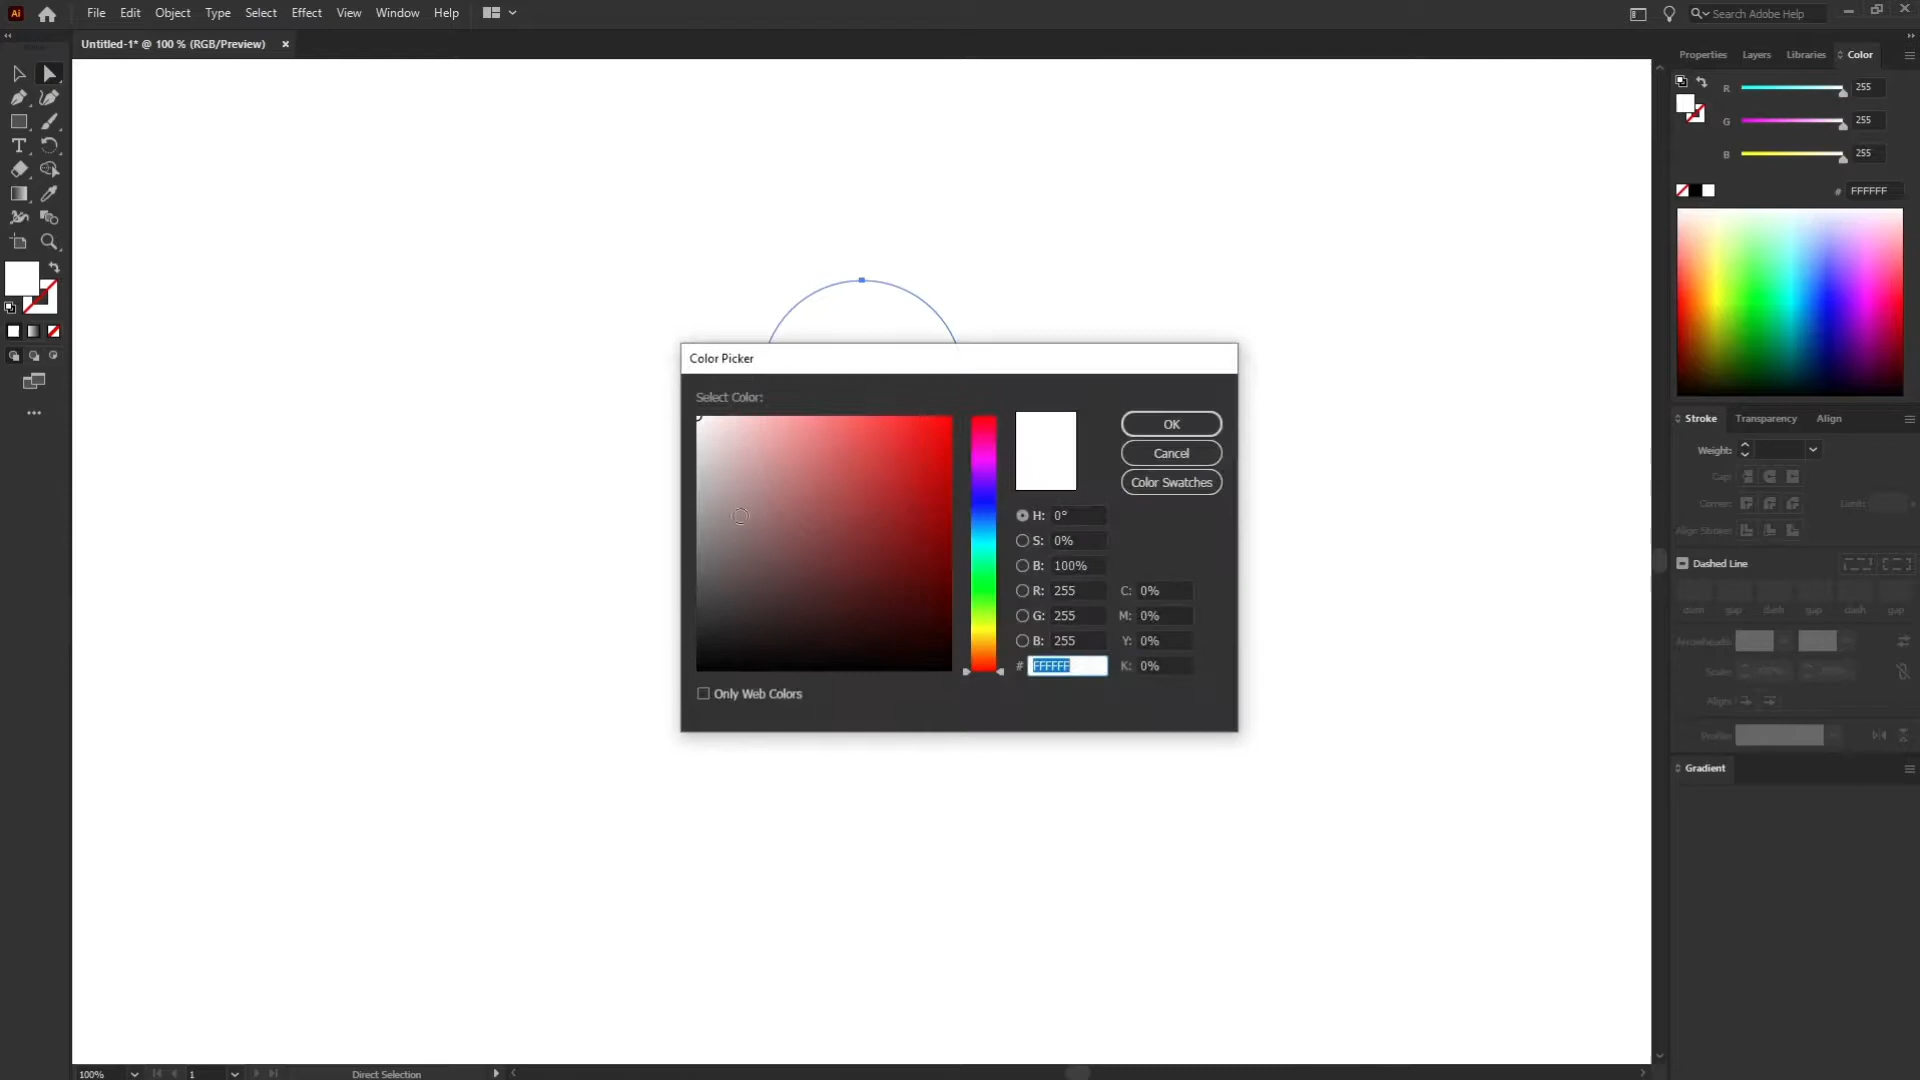 Ai File Edit Object Type Select Effect View Window Help Search Adobe Help
Untitled-1* @ 100 % (RGB/Preview) ×
Properties Layers Libraries Color
R 255
G 255
B 255
# FFFFFF
Color Picker
Select Color:
OK
Cancel
Color Swatches
H: 0°
S: 0%
B: 100%
R: 255 C: 0%
G: 255 M: 0%
B: 255 Y: 0%
# FFFFFF K: 0%
Only Web Colors
Stroke Transparency Align
Weight:
Cap:
Corner: Limit:
Align Stroke:
Dashed Line
dash gap dash gap dash gap
Arrowheads:
Scale: 100% 100%
Align:
Profile:
Gradient
100% 1 Direct Selection